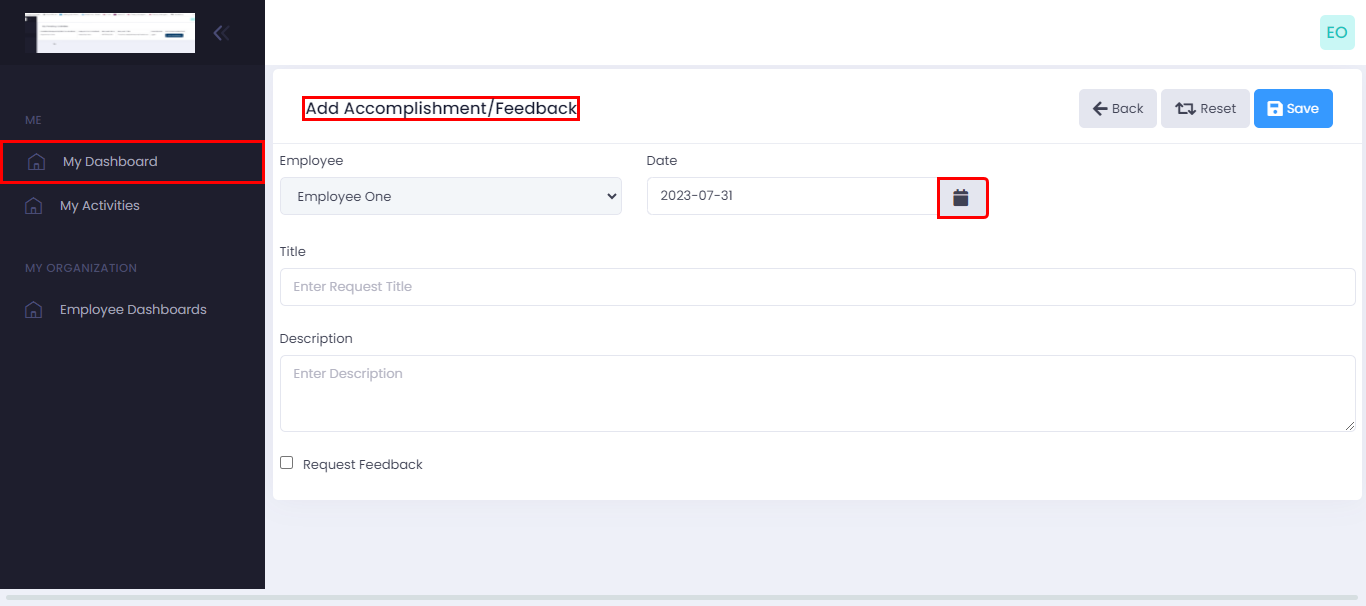 EO
Add Accomplishment/Feedback
Back
Reset
Save
ME
My Dashboard
My Activities
MY ORGANIZATION
Employee Dashboards
Employee
Date
Employee One
2023-07-31
Title
Enter Request Title
Description
Enter Description
Request Feedback